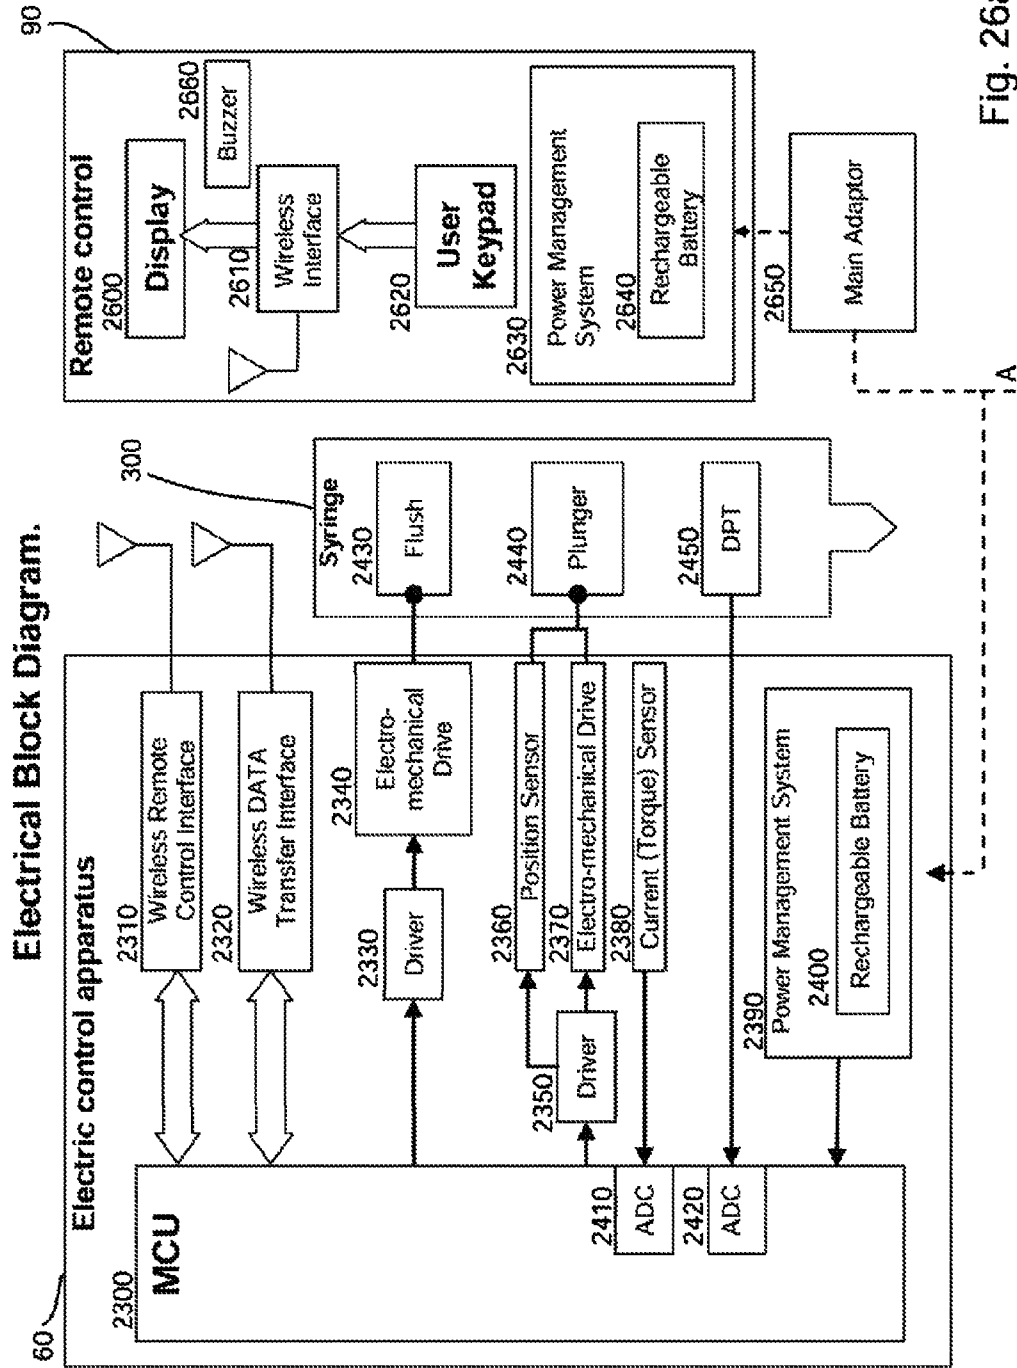 Electrical Block Diagram.
60
Electric control apparatus
2300
MCU
2310
Wireless Remote
Control Interface
2320
Wireless DATA
Transfer Interface
2330
Driver
2340
Electro-
mechanical
Drive
2350
Driver
2360
Position Sensor
2370
Electro-mechanical Drive
2380
Current (Torque) Sensor
2410
ADC
2420
ADC
2390
Power Management System
2400
Rechargeable Battery
300
Syringe
2430
Flush
2440
Plunger
2450
DPT
90
Remote control
2600
Display
2660
Buzzer
2610
Wireless
Interface
2620
User
Keypad
2630
Power Management
System
2640
Rechargeable
Battery
2650
Main Adaptor
A